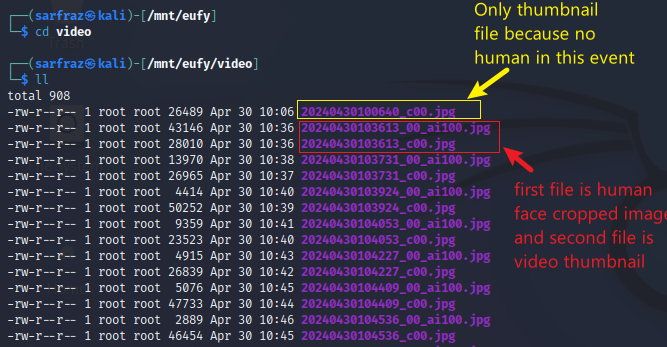 ┌──(sarfraz㉿kali)-[/mnt/eufy]
└─$ cd video
┌──(sarfraz㉿kali)-[/mnt/eufy/video]
└─$ ll
total 908
-rw-r--r-- 1 root root 26489 Apr 30 10:06 20240430100640_c00.jpg
-rw-r--r-- 1 root root 43146 Apr 30 10:36 20240430103613_00_ai100.jpg
-rw-r--r-- 1 root root 28010 Apr 30 10:36 20240430103613_c00.jpg
-rw-r--r-- 1 root root 13970 Apr 30 10:38 20240430103731_00_ai100.jpg
-rw-r--r-- 1 root root 26965 Apr 30 10:37 20240430103731_c00.jpg
-rw-r--r-- 1 root root 4414 Apr 30 10:40 20240430103924_00_ai100.jpg
-rw-r--r-- 1 root root 50252 Apr 30 10:39 20240430103924_c00.jpg
-rw-r--r-- 1 root root 9359 Apr 30 10:41 20240430104053_00_ai100.jpg
-rw-r--r-- 1 root root 23523 Apr 30 10:40 20240430104053_c00.jpg
-rw-r--r-- 1 root root 4915 Apr 30 10:43 20240430104227_00_ai100.jpg
-rw-r--r-- 1 root root 26839 Apr 30 10:42 20240430104227_c00.jpg
-rw-r--r-- 1 root root 5076 Apr 30 10:45 20240430104409_00_ai100.jpg
-rw-r--r-- 1 root root 47733 Apr 30 10:44 20240430104409_c00.jpg
-rw-r--r-- 1 root root 2889 Apr 30 10:46 20240430104536_00_ai100.jpg
-rw-r--r-- 1 root root 46454 Apr 30 10:45 20240430104536_c00.jpg
Only thumbnail
file because no
human in this
event
first file is human
face cropped image
and second file is
video thumbnail